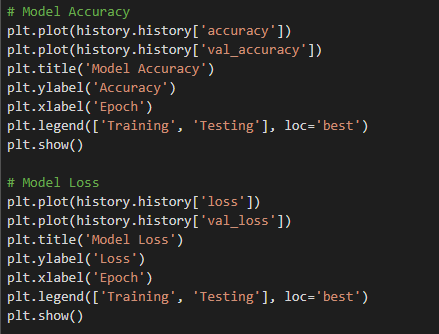 # Model Accuracy
plt.plot(history.history['accuracy'])
plt.plot(history.history['val_accuracy'])
plt.title('Model Accuracy')
plt.ylabel('Accuracy')
plt.xlabel('Epoch')
plt.legend(['Training', 'Testing'], loc='best')
plt.show()

# Model Loss
plt.plot(history.history['loss'])
plt.plot(history.history['val_loss'])
plt.title('Model Loss')
plt.ylabel('Loss')
plt.xlabel('Epoch')
plt.legend(['Training', 'Testing'], loc='best')
plt.show()